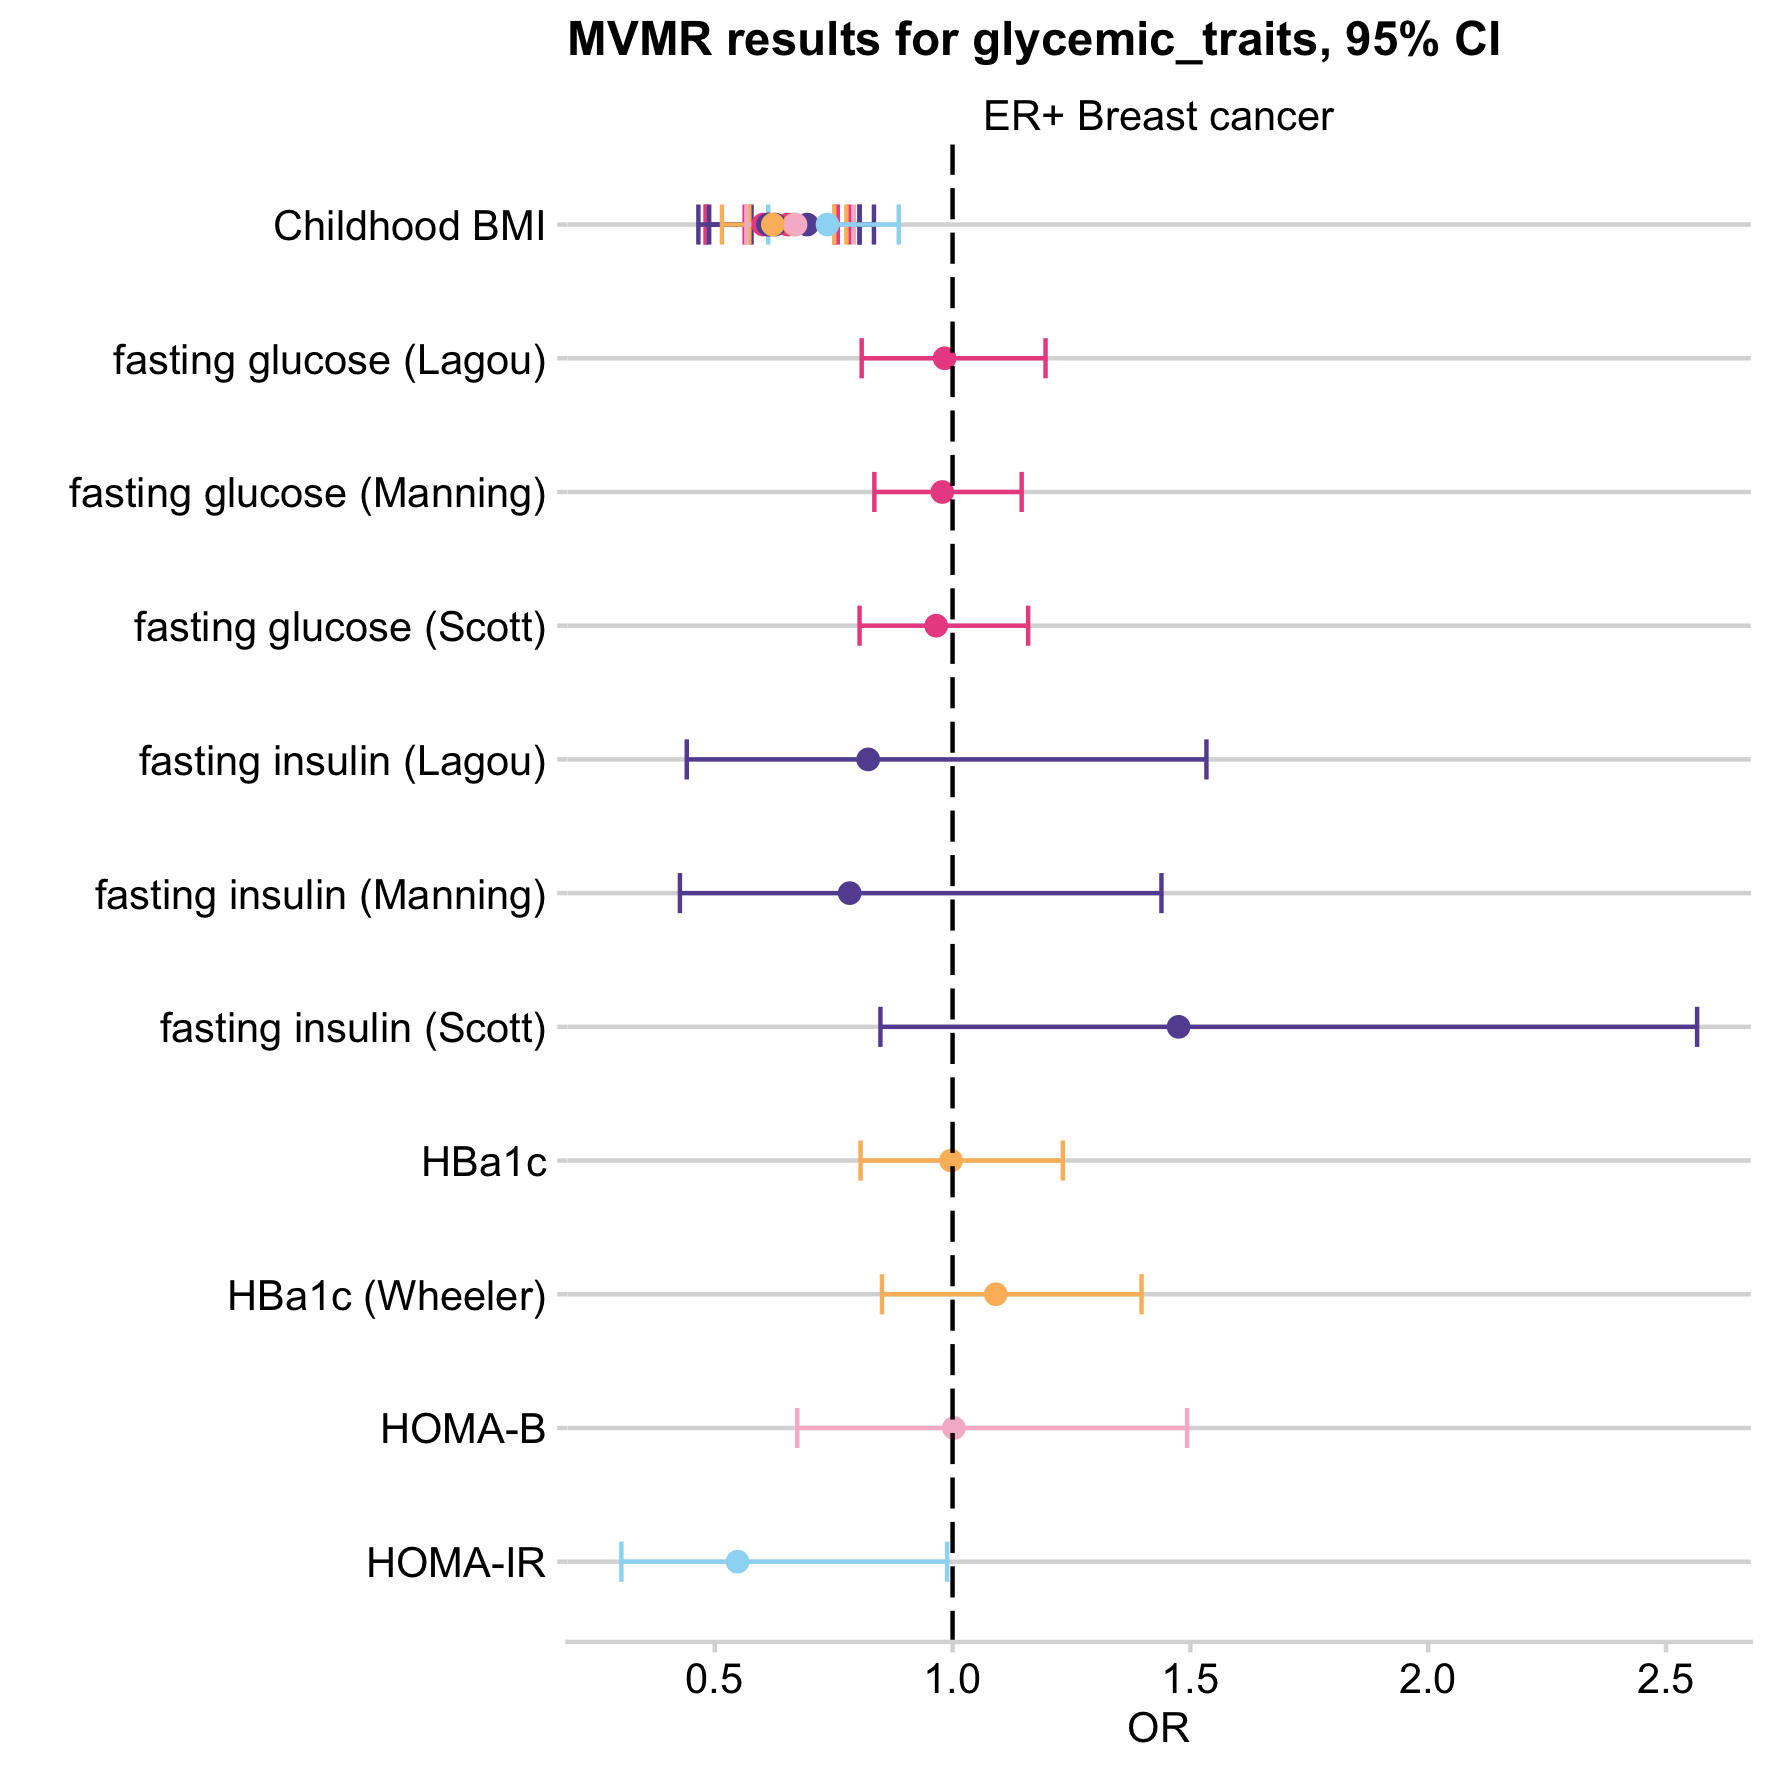 MVMR results for glycemic_traits, 95% CI
ER+ Breast cancer
Childhood BMI
fasting glucose (Lagou)
fasting glucose (Manning)
fasting glucose (Scott)
fasting insulin (Lagou)
fasting insulin (Manning)
fasting insulin (Scott)
HBa1c
HBa1c (Wheeler)
HOMA-B
HOMA-IR
0.5 1.0 1.5 2.0 2.5
OR